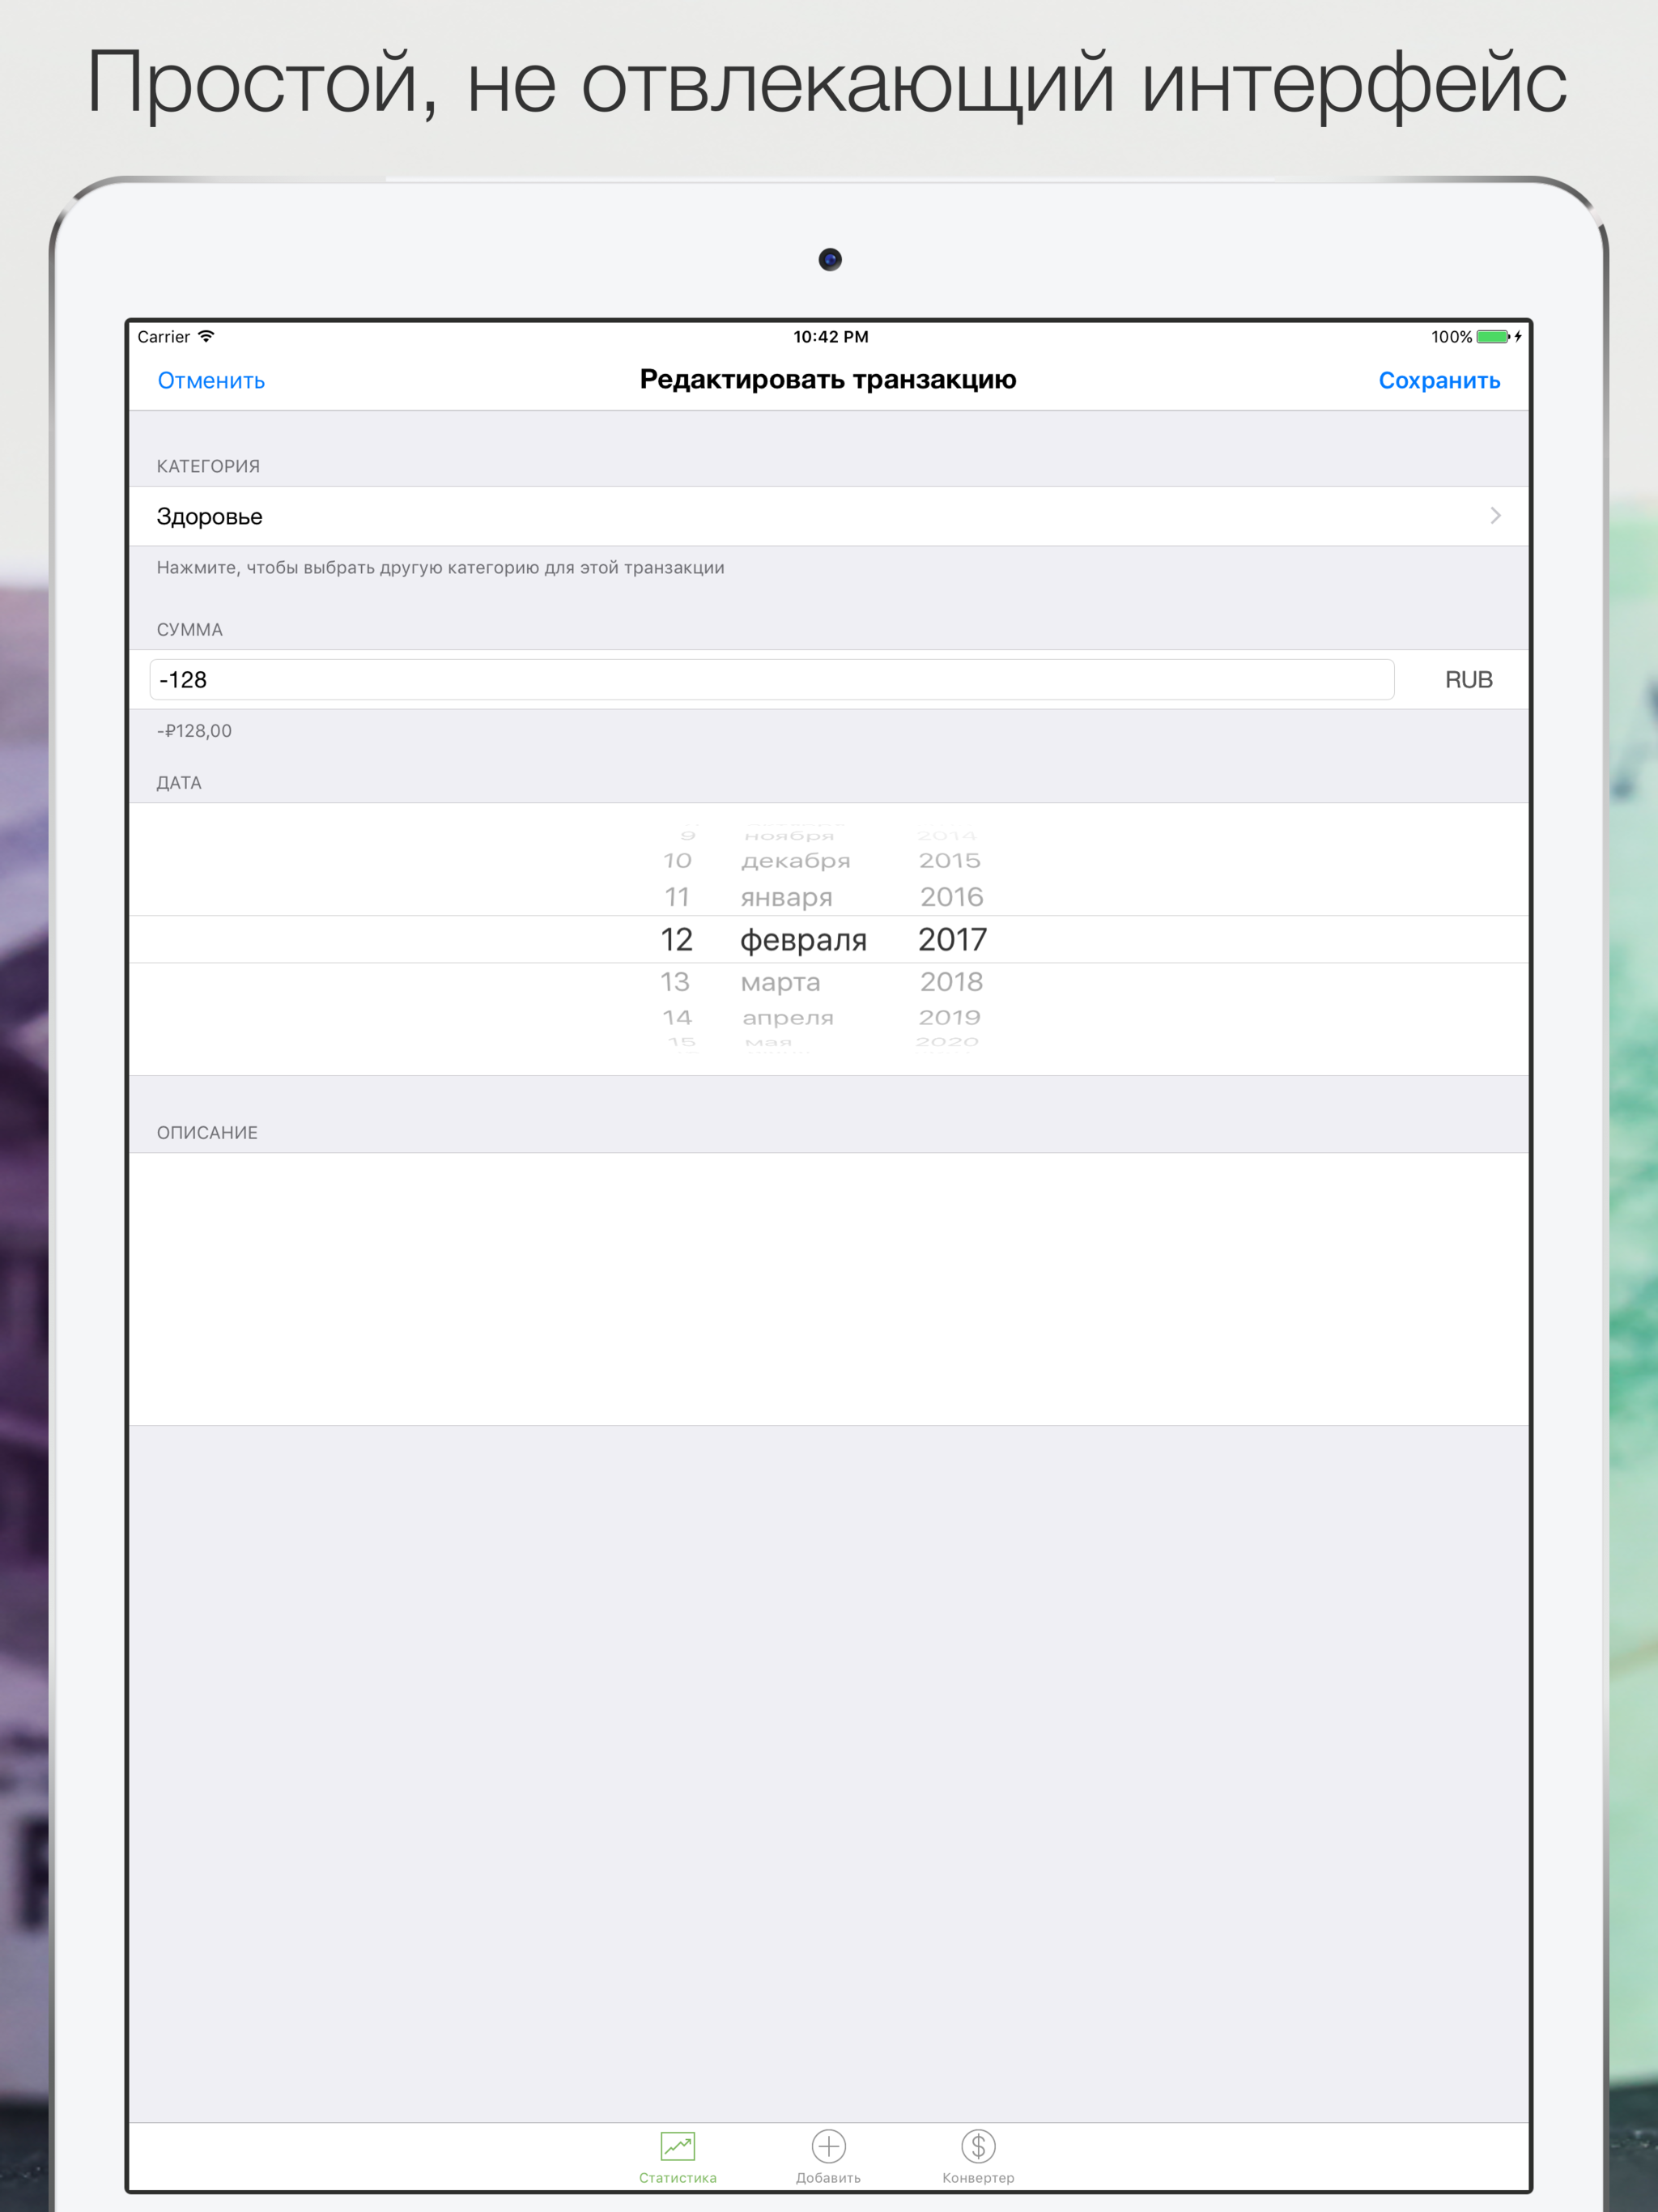 Простой, не отвлекающий интерфейс
Carrier 10:42 PM 100%
Отменить Редактировать транзакцию Сохранить
КАТЕГОРИЯ
Здоровье
Нажмите, чтобы выбрать другую категорию для этой транзакции
СУММА
-128 RUB
-₽128,00
ДАТА
9 ноября 2014
10 декабря 2015
11 января 2016
12 февраля 2017
13 марта 2018
14 апреля 2019
15 мая 2020
ОПИСАНИЕ
Статистика Добавить Конвертер